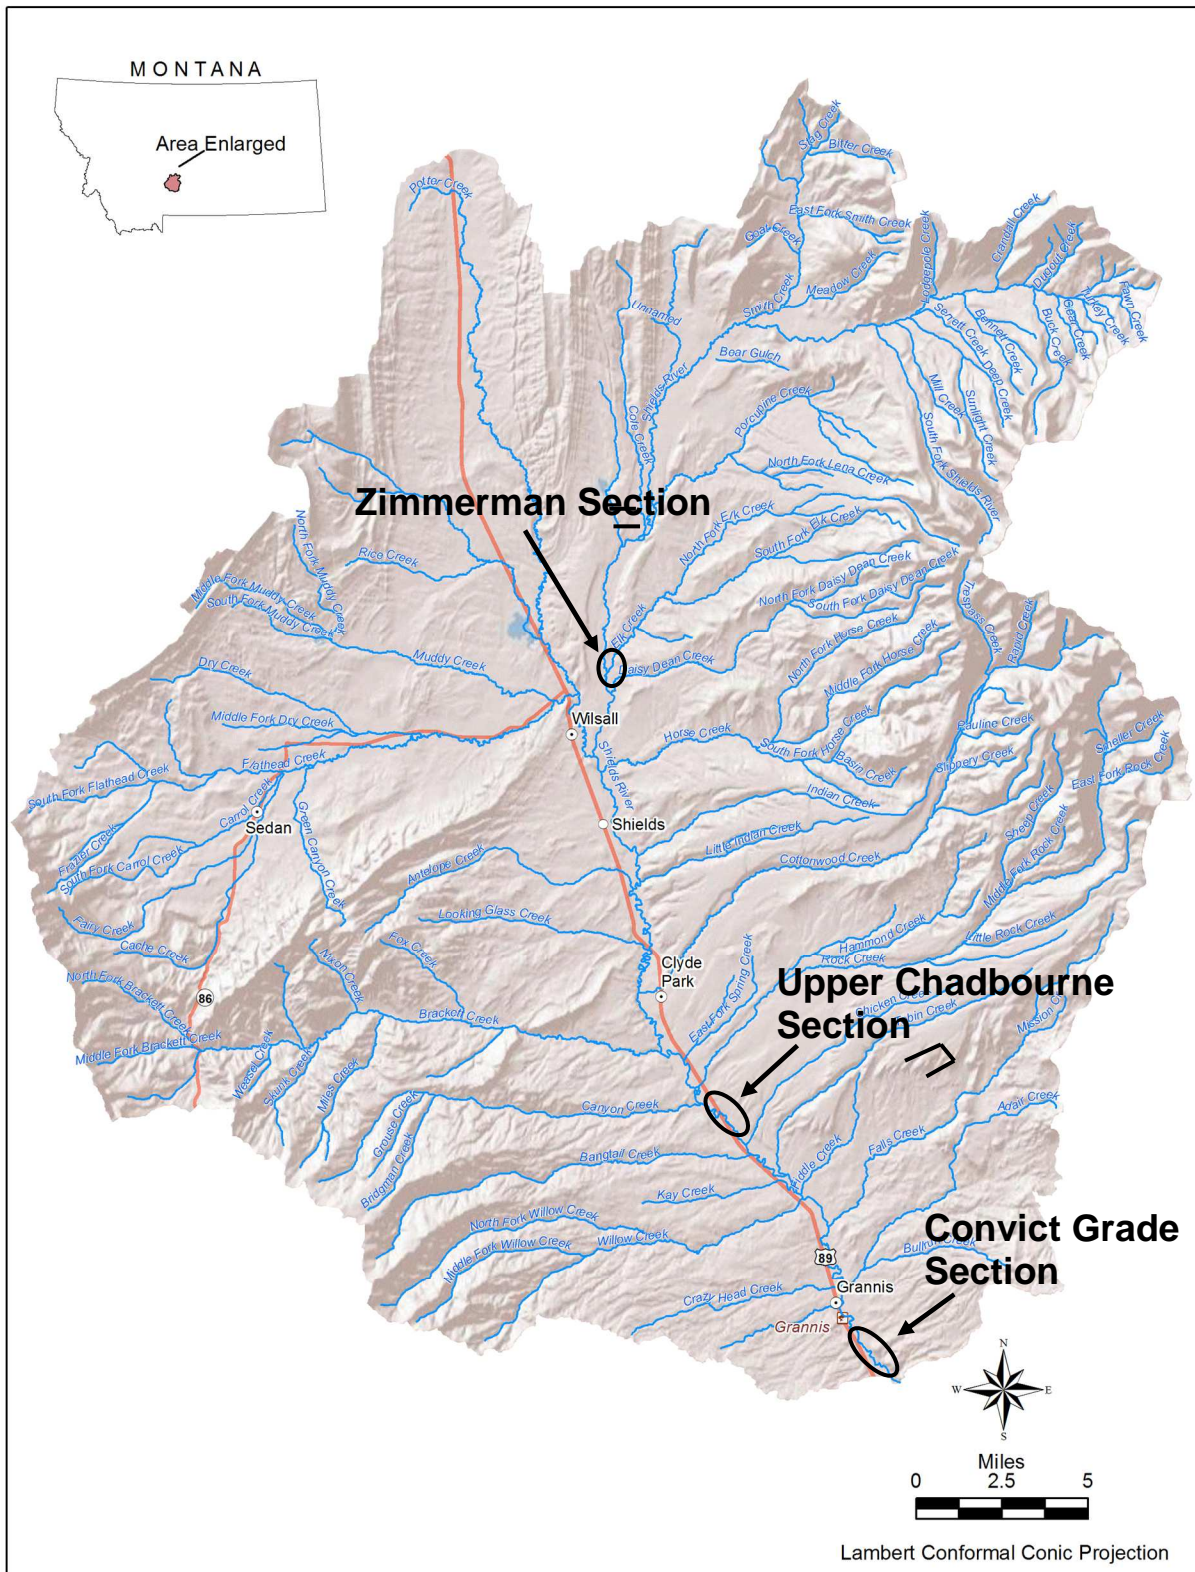 MONTANA
Area Enlarged
Stag Creek
Bitter Creek
Potter Creek
East Fork Smith Creek
Goat Creek
Meadow Creek
Smith Creek
Lodgepole Creek
Crandall Creek
Dugout Creek
Fawn Creek
Turkey Creek
Bear Creek
Buck Creek
Bennett Creek
Serrett Creek
Deep Creek
Unnamed
Bear Gulch
Shields River
Cole Creek
Porcupine Creek
Mill Creek
Sunlight Creek
South Fork Shields River
North Fork Lena Creek
Zimmerman Section
North Fork Elk Creek
South Fork Elk Creek
North Fork Muddy Creek
Rice Creek
Middle Fork Muddy Creek
South Fork Muddy Creek
North Fork Daisy Dean Creek
South Fork Daisy Dean Creek
Trespass Creek
Rapid Creek
Elk Creek
Daisy Dean Creek
North Fork Horse Creek
Middle Fork Horse Creek
Muddy Creek
Dry Creek
Middle Fork Dry Creek
Wilsall
Flathead Creek
South Fork Flathead Creek
Shields River
Horse Creek
South Fork Horse Creek
Basin Creek
Pauline Creek
Slippery Creek
Smeller Creek
East Fork Rock Creek
Indian Creek
Carrol Creek
Sedan
Green Canyon Creek
Shields
Little Indian Creek
Sheep Creek
Middle Fork Rock Creek
Frazier Creek
South Fork Carrol Creek
Antelope Creek
Cottonwood Creek
Looking Glass Creek
Fairy Creek
Cache Creek
Fox Creek
Nixon Creek
Hammond Creek
Little Rock Creek
Rock Creek
Clyde
Park
East Fork Spring Creek
Upper Chadbourne
Section
Chicken Cree
Tobin Creek
Mission C
North Fork Brackett Creek
86
Brackett Creek
Middle Fork Brackett Creek
Weasel Creek
Skunk Creek
Miles Creek
Grouse Creek
Bridgman Creek
Canyon Creek
Adair Creek
Falls Creek
Bangtail Creek
Fiddle Creek
Kay Creek
North Fork Willow Creek
Middle Fork Willow Creek
Willow Creek
Convict Grade
Section
89
Crazy Head Creek
Grannis
Grannis
N
W
E
S
Miles
0 2.5 5
Lambert Conformal Conic Projection